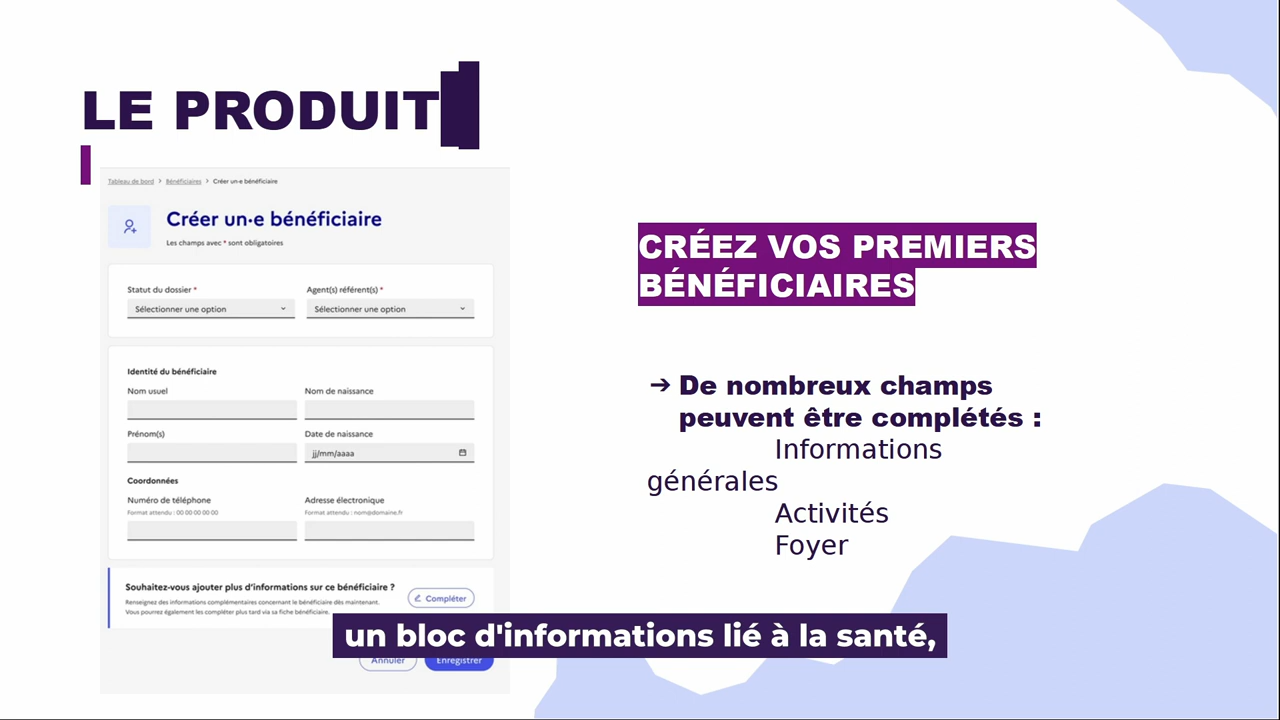 LE PRODUIT
Tableau de bord > Bénéficiaires > Créer un·e bénéficiaire
Créer un·e bénéficiaire
Les champs avec * sont obligatoires
Statut du dossier * Agent(s) référent(s) *
Sélectionner une option Sélectionner une option
Identité du bénéficiaire
Nom usuel Nom de naissance
Prénom(s) Date de naissance
jj/mm/aaaa
Coordonnées
Numéro de téléphone Adresse électronique
Format attendu : 00 00 00 00 00 Format attendu : nom@domaine.fr
Souhaitez-vous ajouter plus d'informations sur ce bénéficiaire ?
Renseignez des informations complémentaires concernant le bénéficiaire dès maintenant.
Vous pourrez également les compléter plus tard via sa fiche bénéficiaire.
Compléter
Annuler Enregistrer
CRÉEZ VOS PREMIERS
BÉNÉFICIAIRES
➔ De nombreux champs
peuvent être complétés :
Informations
générales
Activités
Foyer
un bloc d'informations lié à la santé,